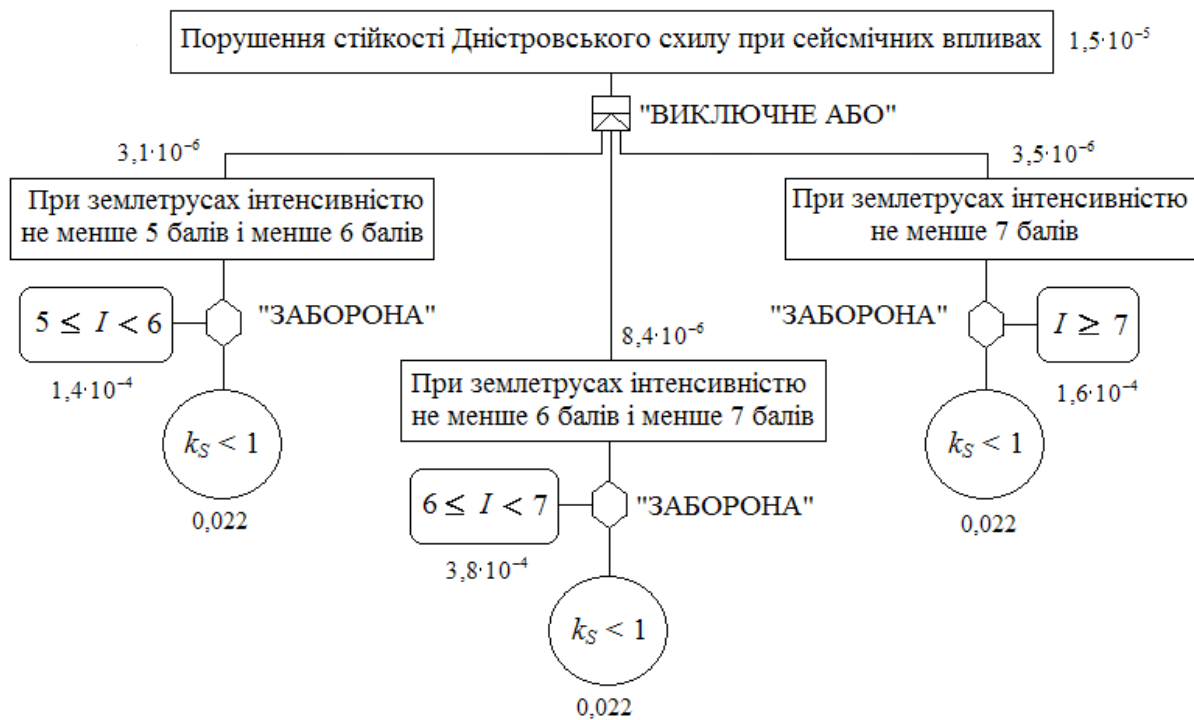 Порушення стійкості Дністровського схилу при сейсмічних впливах
1,5·10⁻⁵
"ВИКЛЮЧНЕ АБО"
3,1·10⁻⁶
3,5·10⁻⁶
При землетрусах інтенсивністю
не менше 5 балів і менше 6 балів
При землетрусах інтенсивністю
не менше 7 балів
5 ≤ I < 6
"ЗАБОРОНА"
"ЗАБОРОНА"
I ≥ 7
1,4·10⁻⁴
8,4·10⁻⁶
1,6·10⁻⁴
При землетрусах інтенсивністю
не менше 6 балів і менше 7 балів
k_S < 1
k_S < 1
0,022
0,022
6 ≤ I < 7
"ЗАБОРОНА"
3,8·10⁻⁴
k_S < 1
0,022